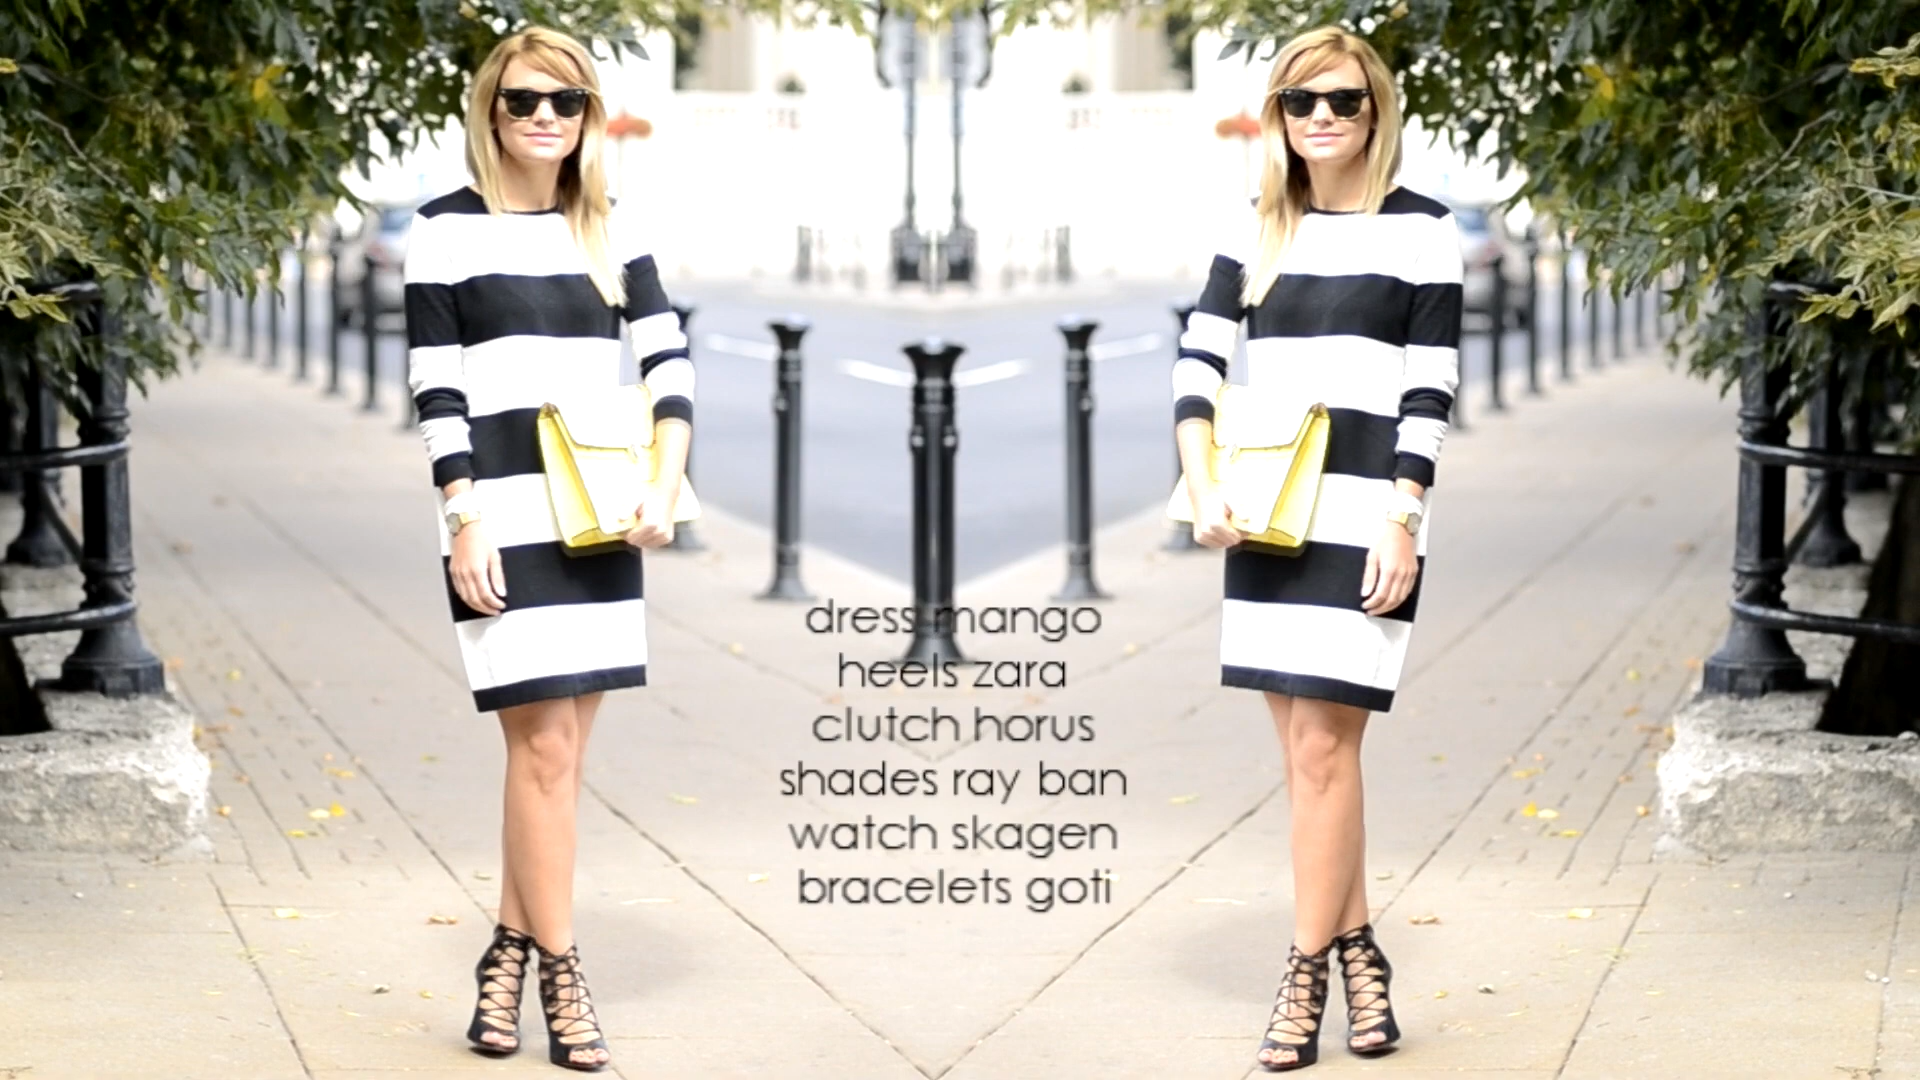 dress mango
heels zara
clutch horus
shades ray ban
watch skagen
bracelets goti